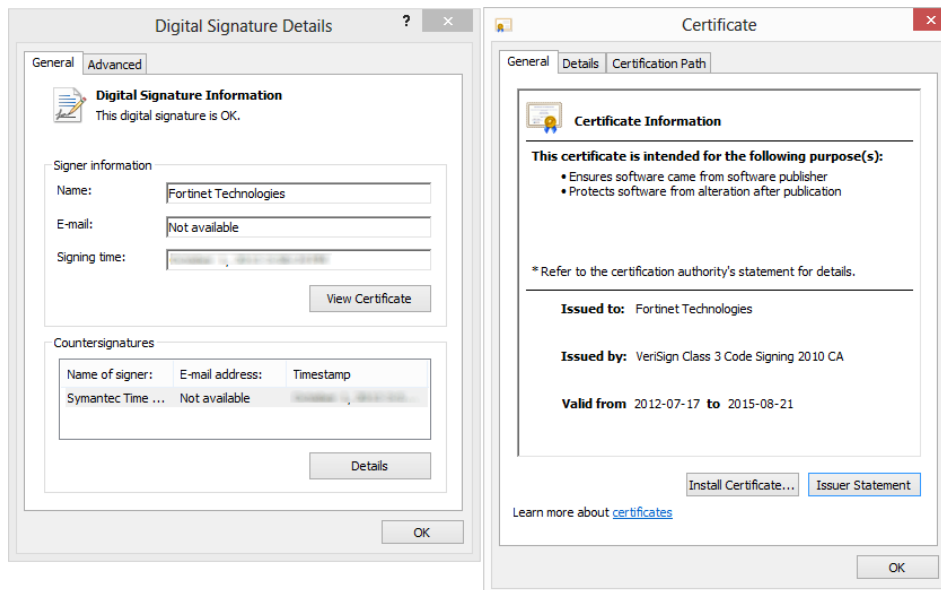 Digital Signature Details
?
General
Advanced
Digital Signature Information
This digital signature is OK.
Signer information
Name:
Fortinet Technologies
E-mail:
Not available
Signing time:
View Certificate
Countersignatures
Name of signer: E-mail address: Timestamp
Symantec Time ... Not available
Details
OK
Certificate
General Details Certification Path
Certificate Information
This certificate is intended for the following purpose(s):
• Ensures software came from software publisher
• Protects software from alteration after publication
* Refer to the certification authority's statement for details.
Issued to: Fortinet Technologies
Issued by: VeriSign Class 3 Code Signing 2010 CA
Valid from 2012-07-17 to 2015-08-21
Install Certificate... Issuer Statement
Learn more about certificates
OK